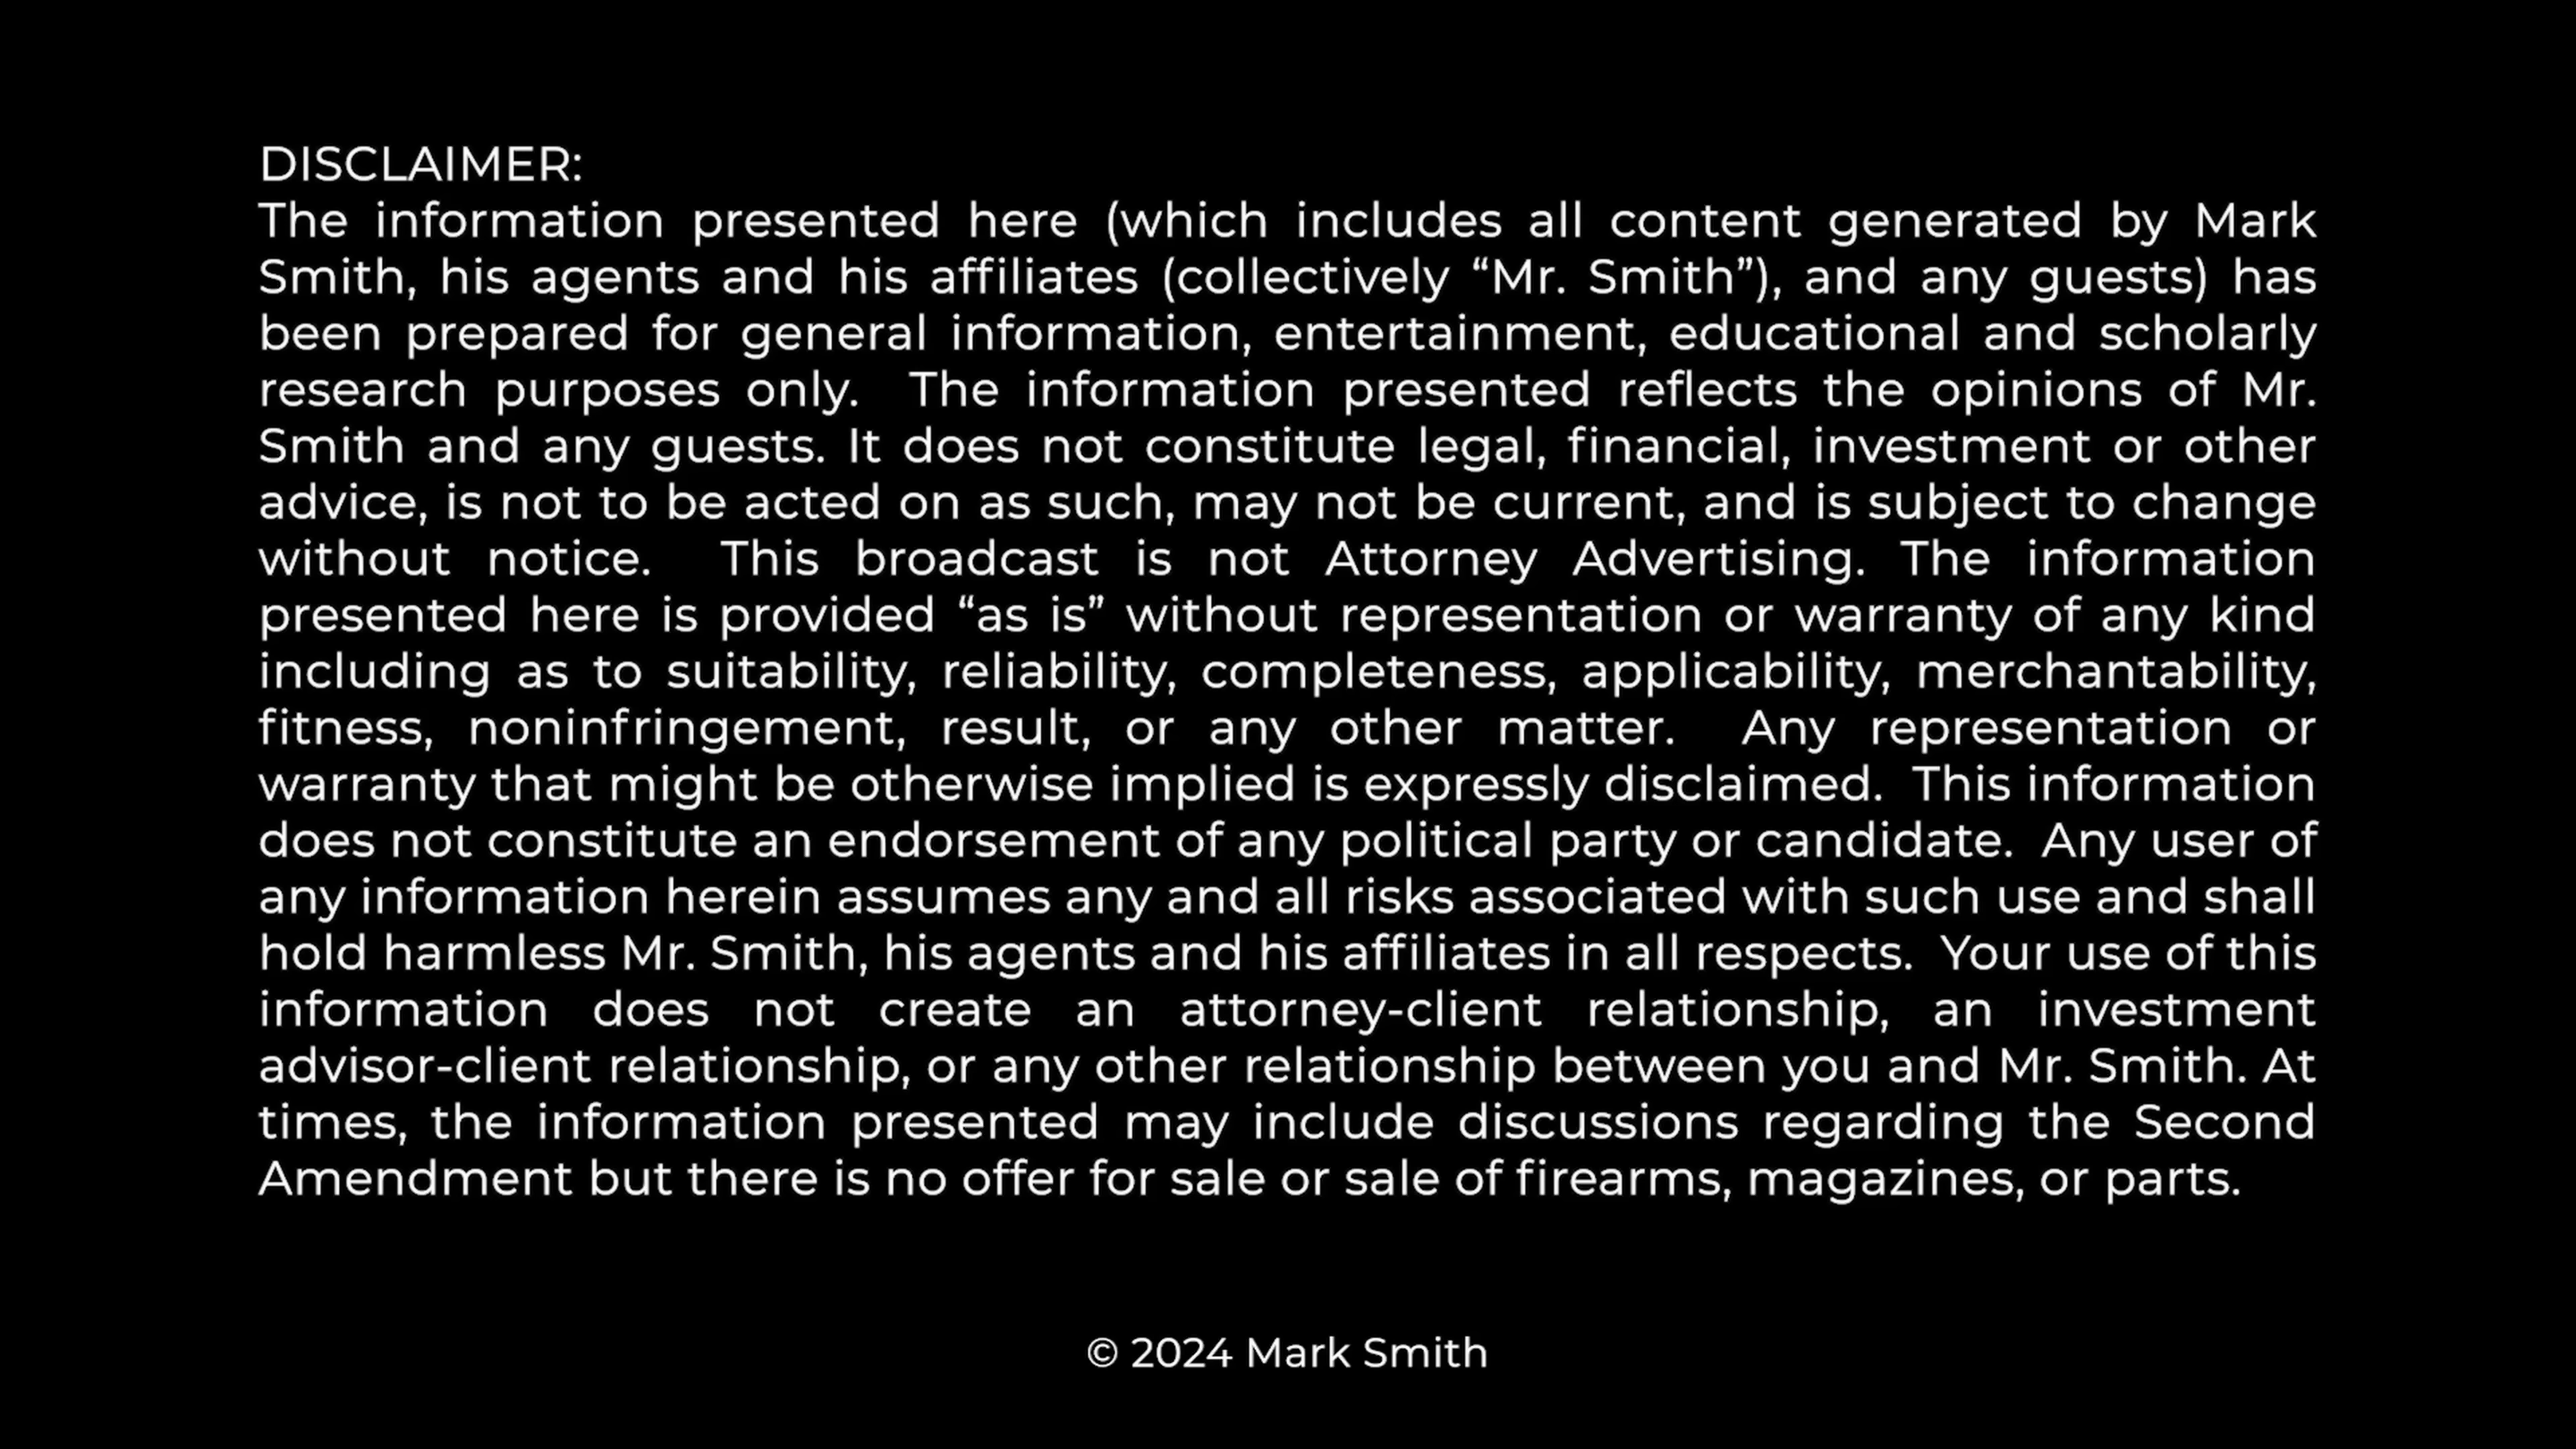 DISCLAIMER:
The information presented here (which includes all content generated by Mark
Smith, his agents and his affiliates (collectively “Mr. Smith”), and any guests) has
been prepared for general information, entertainment, educational and scholarly
research purposes only.  The information presented reflects the opinions of Mr.
Smith and any guests. It does not constitute legal, financial, investment or other
advice, is not to be acted on as such, may not be current, and is subject to change
without notice.  This broadcast is not Attorney Advertising. The information
presented here is provided “as is” without representation or warranty of any kind
including as to suitability, reliability, completeness, applicability, merchantability,
fitness, noninfringement, result, or any other matter.  Any representation or
warranty that might be otherwise implied is expressly disclaimed.  This information
does not constitute an endorsement of any political party or candidate.  Any user of
any information herein assumes any and all risks associated with such use and shall
hold harmless Mr. Smith, his agents and his affiliates in all respects.  Your use of this
information does not create an attorney-client relationship, an investment
advisor-client relationship, or any other relationship between you and Mr. Smith. At
times, the information presented may include discussions regarding the Second
Amendment but there is no offer for sale or sale of firearms, magazines, or parts.
© 2024 Mark Smith